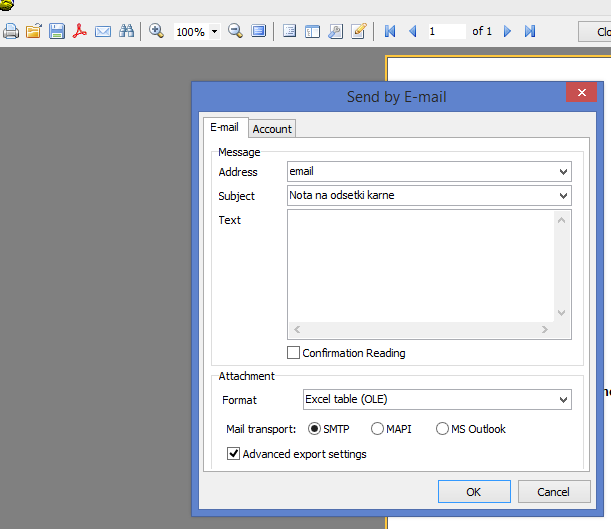 100%
1 of 1
Clo
Send by E-mail
E-mail Account
Message
Address email
Subject Nota na odsetki karne
Text
Confirmation Reading
Attachment
Format Excel table (OLE)
Mail transport: SMTP MAPI MS Outlook
Advanced export settings
OK Cancel